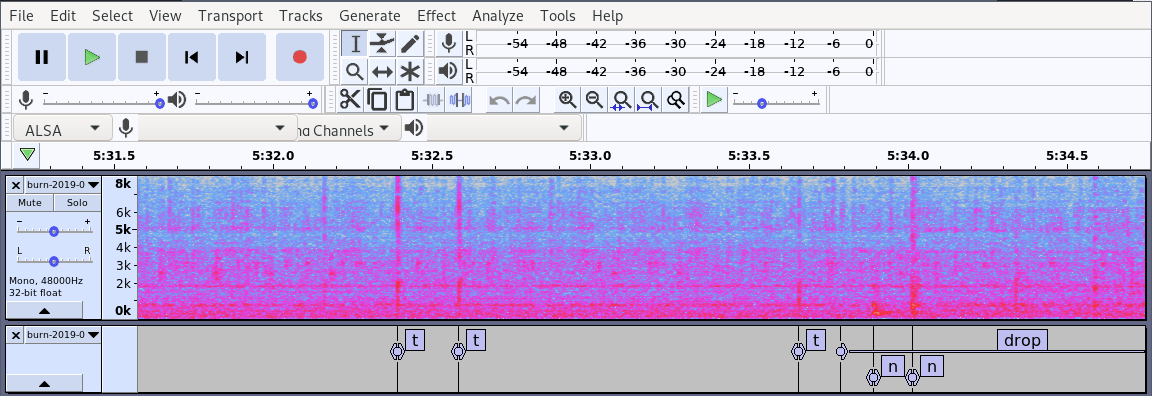 File Edit Select View Transport Tracks Generate Effect Analyze Tools Help
L
R
-54 -48 -42 -36 -30 -24 -18 -12 -6 0
L
R
-54 -48 -42 -36 -30 -24 -18 -12 -6 0
- +
- +
- +
ALSA
Channels
5:31.5 5:32.0 5:32.5 5:33.0 5:33.5 5:34.0 5:34.5
burn-2019-0
Mute Solo
- +
L R
Mono, 48000Hz
32-bit float
8k
6k
5k
4k
3k
2k
0k
burn-2019-0
t t t drop
n n